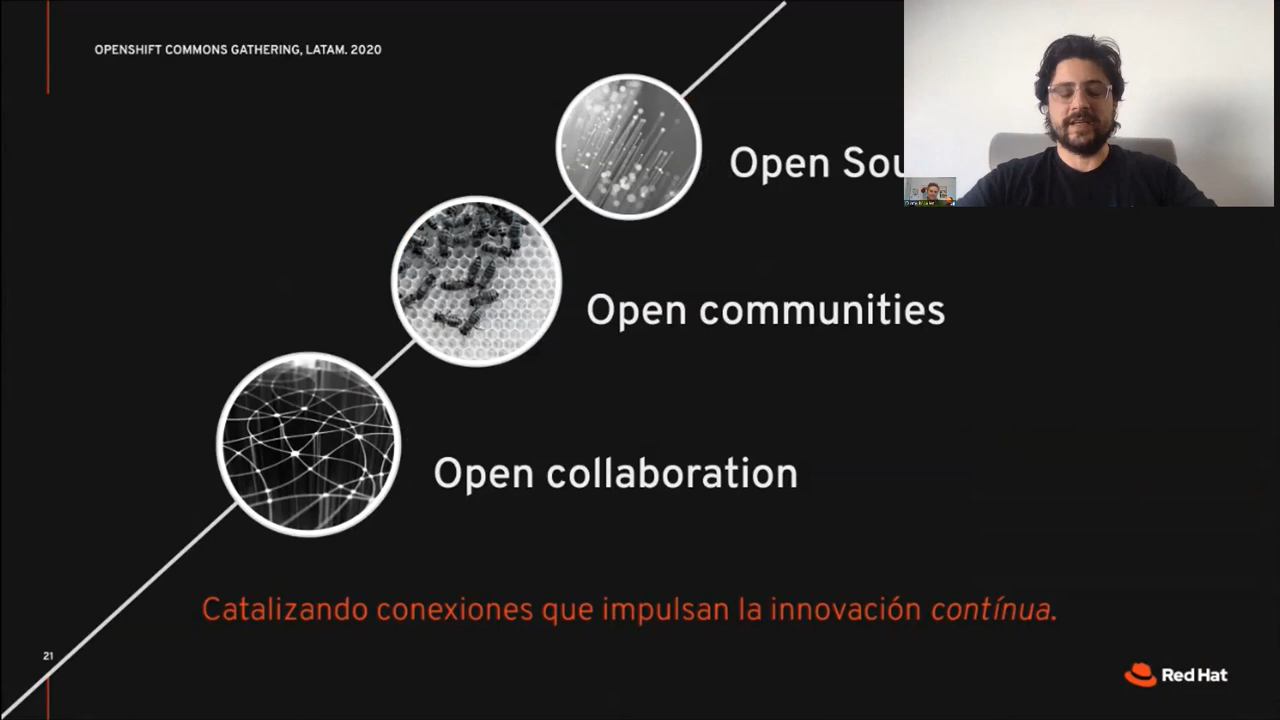 OPENSHIFT COMMONS GATHERING, LATAM. 2020
Open Sou
Open communities
Open collaboration
Catalizando conexiones que impulsan la innovación contínua.
21
Red Hat